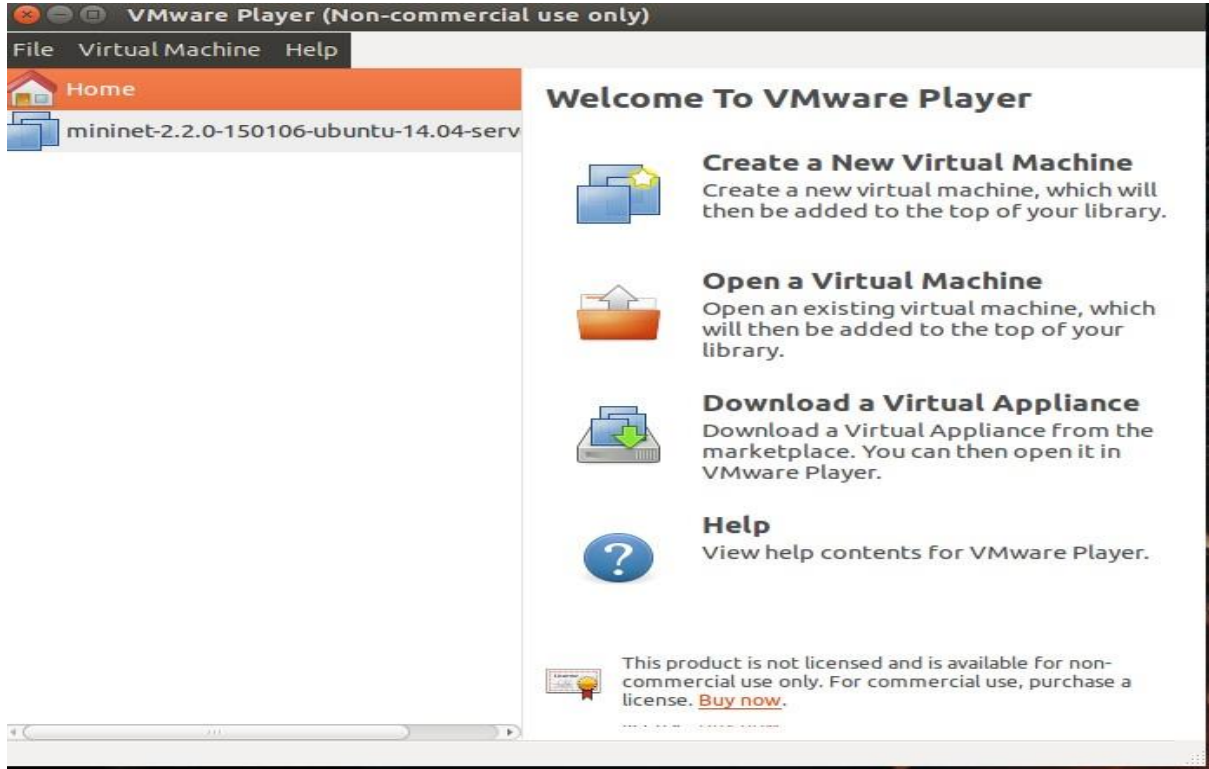 VMware Player (Non-commercial use only)
File Virtual Machine Help
Home
mininet-2.2.0-150106-ubuntu-14.04-serv
Welcome To VMware Player
Create a New Virtual Machine
Create a new virtual machine, which will
then be added to the top of your library.
Open a Virtual Machine
Open an existing virtual machine, which
will then be added to the top of your
library.
Download a Virtual Appliance
Download a Virtual Appliance from the
marketplace. You can then open it in
VMware Player.
Help
View help contents for VMware Player.
This product is not licensed and is available for non-
commercial use only. For commercial use, purchase a
license. Buy now.